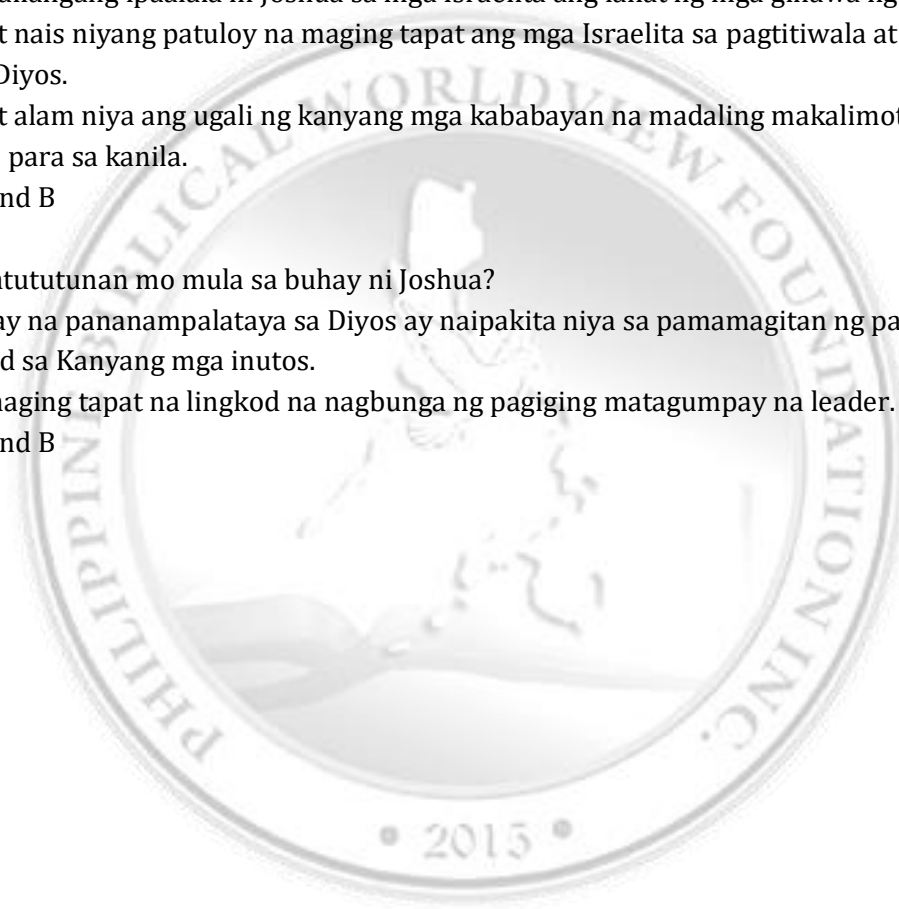 ipaalala ni Joshua sa mga Israelita ang lahat ng mga ginawa ng
t nais niyang patuloy na maging tapat ang mga Israelita sa pagtitiwala at
Diyos.
t alam niya ang ugali ng kanyang mga kababayan na madaling makalimot
para sa kanila.
nd B
atututunan mo mula sa buhay ni Joshua?
ay na pananampalataya sa Diyos ay naipakita niya sa pamamagitan ng pa
d sa Kanyang mga inutos.
naging tapat na lingkod na nagbunga ng pagiging matagumpay na leader.
nd B
PHILIPPINE BIBLICAL WORLDVIEW FOUNDATION INC.
• 2015 •